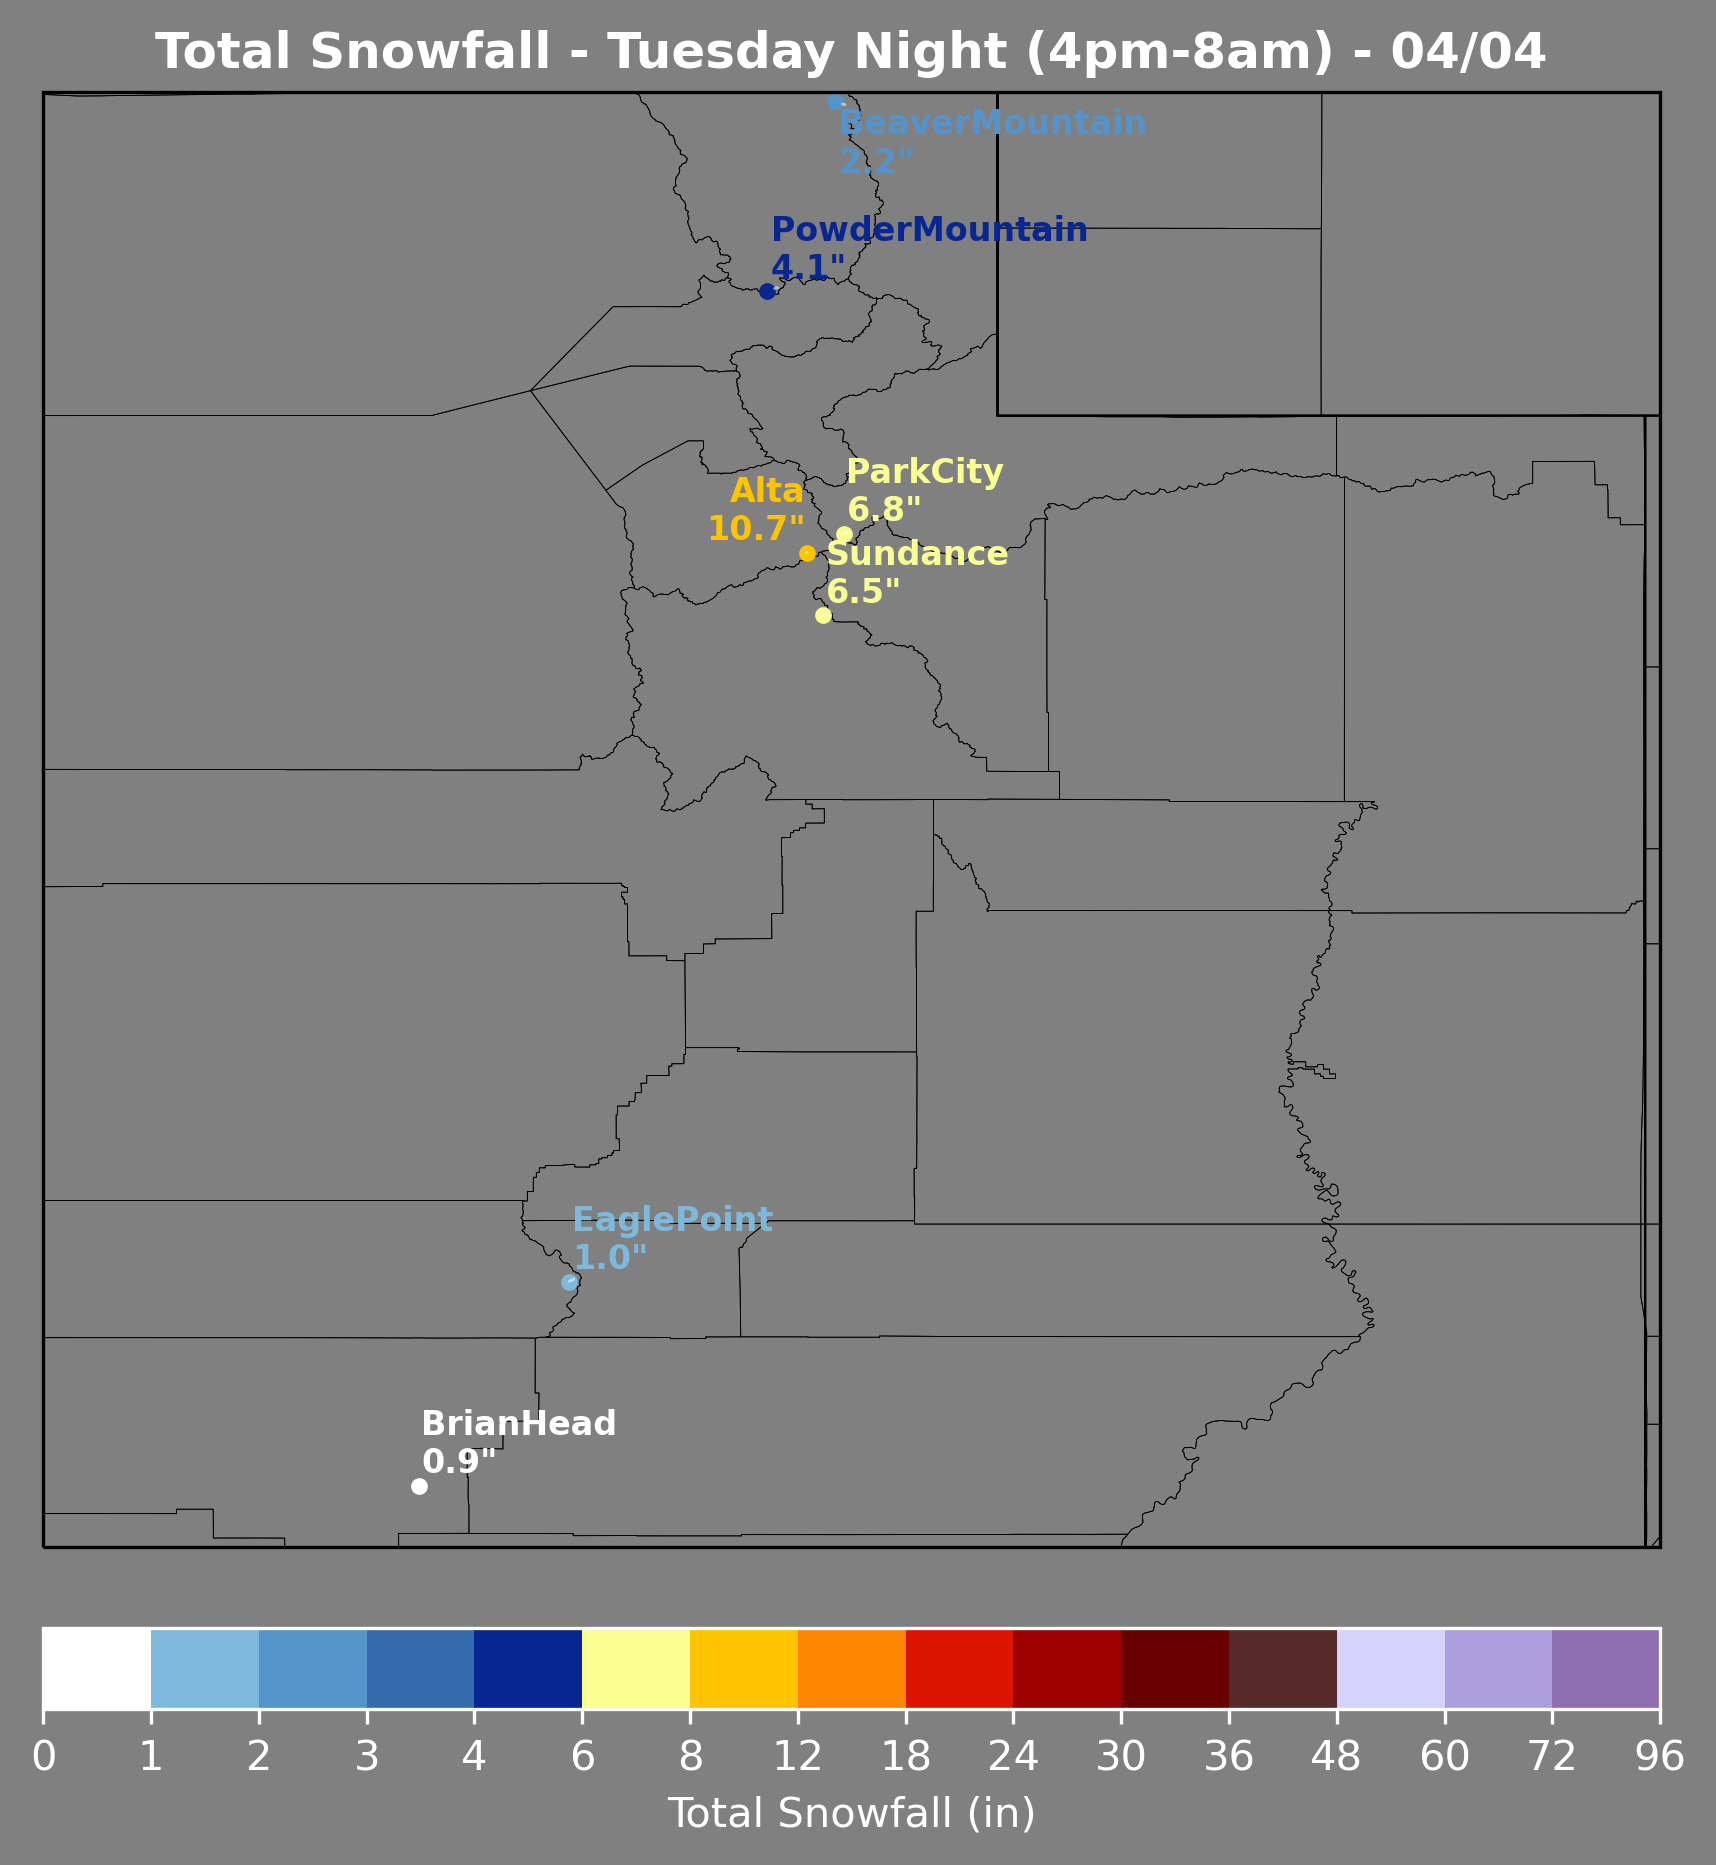 Total Snowfall - Tuesday Night (4pm-8am) - 04/04
BeaverMountain
2.2"
PowderMountain
4.1"
ParkCity
6.8"
Alta
10.7"
Sundance
6.5"
EaglePoint
1.0"
BrianHead
0.9"
0 1 2 3 4 6 8 12 18 24 30 36 48 60 72 96
Total Snowfall (in)